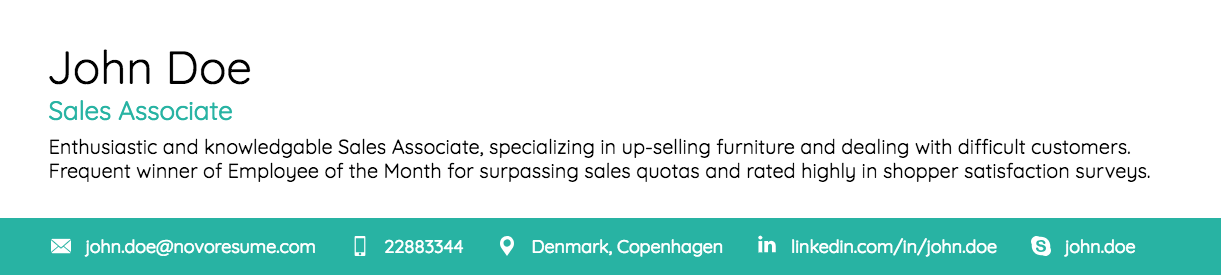 John Doe
Sales Associate
Enthusiastic and knowledgable Sales Associate, specializing in up-selling furniture and dealing with difficult customers.
Frequent winner of Employee of the Month for surpassing sales quotas and rated highly in shopper satisfaction surveys.
john.doe@novoresume.com 22883344 Denmark, Copenhagen in linkedin.com/in/john.doe S john.doe